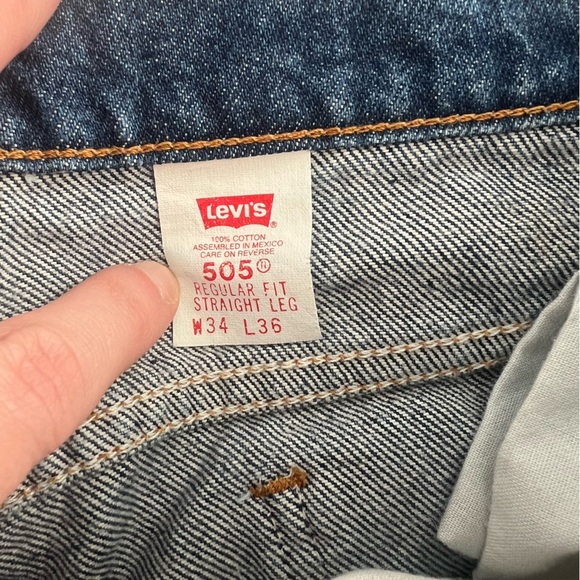 Levi's ®
100% COTTON
ASSEMBLED IN MEXICO
CARE ON REVERSE
505
REGULAR FIT
STRAIGHT LEG
W34 L36